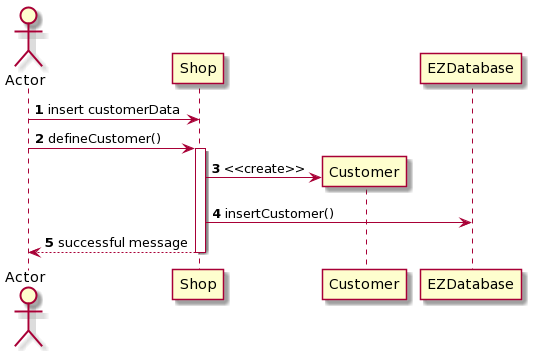 Actor
Shop
EZDatabase
1 insert customerData
2 defineCustomer()
3 <<create>>
Customer
4 insertCustomer()
5 successful message
Actor
Shop
Customer
EZDatabase